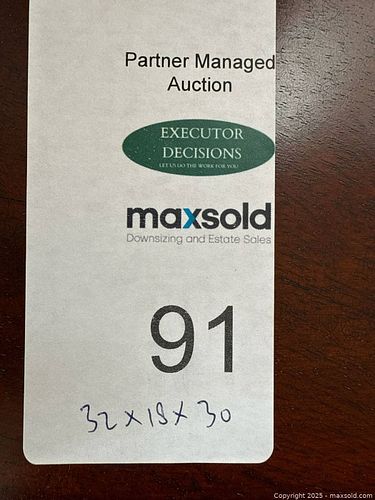 Partner Managed
Auction
EXECUTOR
DECISIONS
LET US DO THE WORK FOR YOU
maxsold
Downsizing and Estate Sales
91
32 x 18 x 30
Copyright 2025 - maxsold.com